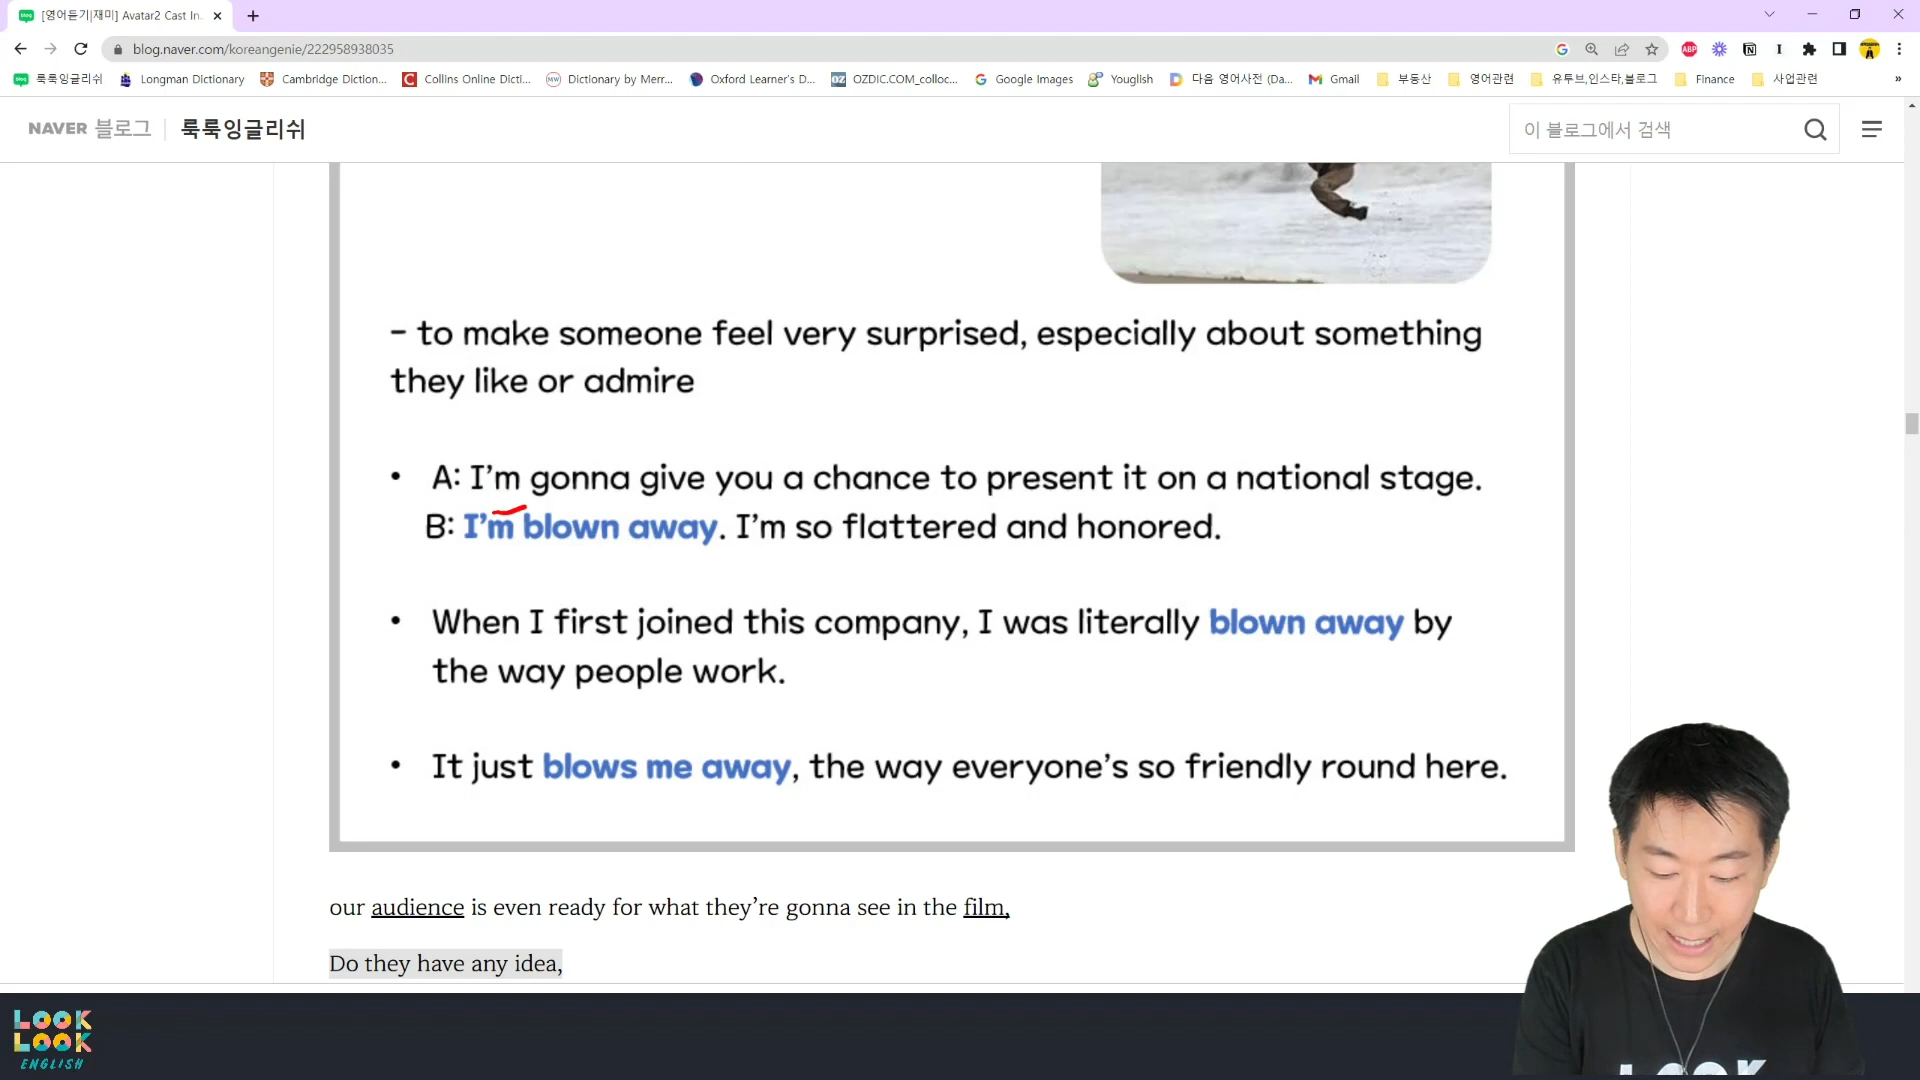 [영어듣기|재미] Avatar2 Cast In
blog.naver.com/koreangenie/222958938035
룩룩잉글리쉬 Longman Dictionary Cambridge Diction... Collins Online Dicti... Dictionary by Merr... Oxford Learner's D... OZDIC.COM_colloc... Google Images Youglish 다음 영어사전 (Da... Gmail 부동산 영어관련 유투브,인스타,블로그 Finance 사업관련 »
NAVER 블로그 룩룩잉글리쉬 이 블로그에서 검색
– to make someone feel very surprised, especially about something
they like or admire
• A: I'm gonna give you a chance to present it on a national stage.
B: I'm blown away. I'm so flattered and honored.
• When I first joined this company, I was literally blown away by
the way people work.
• It just blows me away, the way everyone's so friendly round here.
our audience is even ready for what they're gonna see in the film,
Do they have any idea,
LOOK
LOOK
ENGLISH